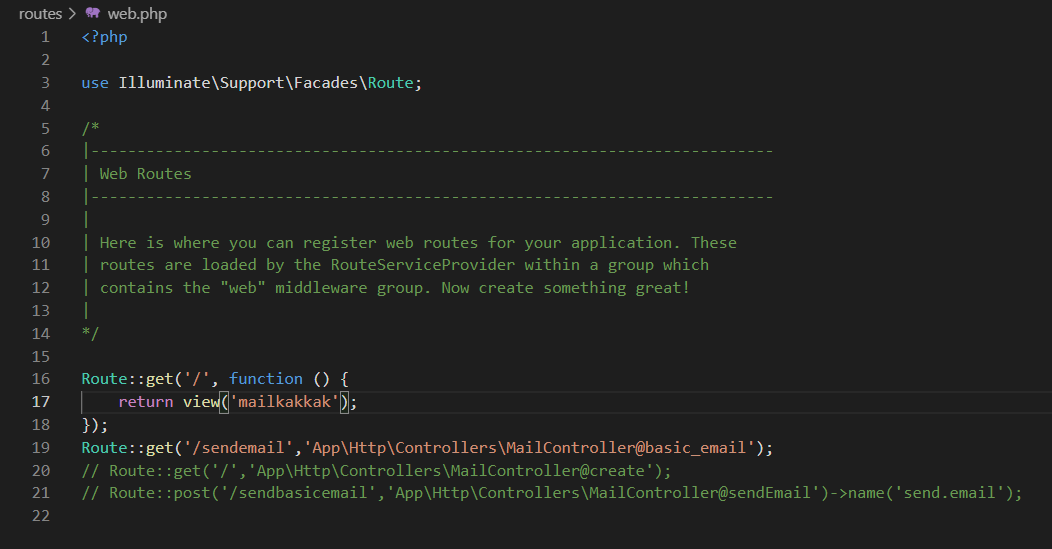 routes > web.php
1 <?php
2
3 use Illuminate\Support\Facades\Route;
4
5 /*
6 |--------------------------------------------------------------------------
7 | Web Routes
8 |--------------------------------------------------------------------------
9 |
10 | Here is where you can register web routes for your application. These
11 | routes are loaded by the RouteServiceProvider within a group which
12 | contains the "web" middleware group. Now create something great!
13 |
14 */
15
16 Route::get('/', function () {
17     return view('mailkakkak');
18 });
19 Route::get('/sendemail','App\Http\Controllers\MailController@basic_email');
20 // Route::get('/','App\Http\Controllers\MailController@create');
21 // Route::post('/sendbasicemail','App\Http\Controllers\MailController@sendEmail')->name('send.email');
22